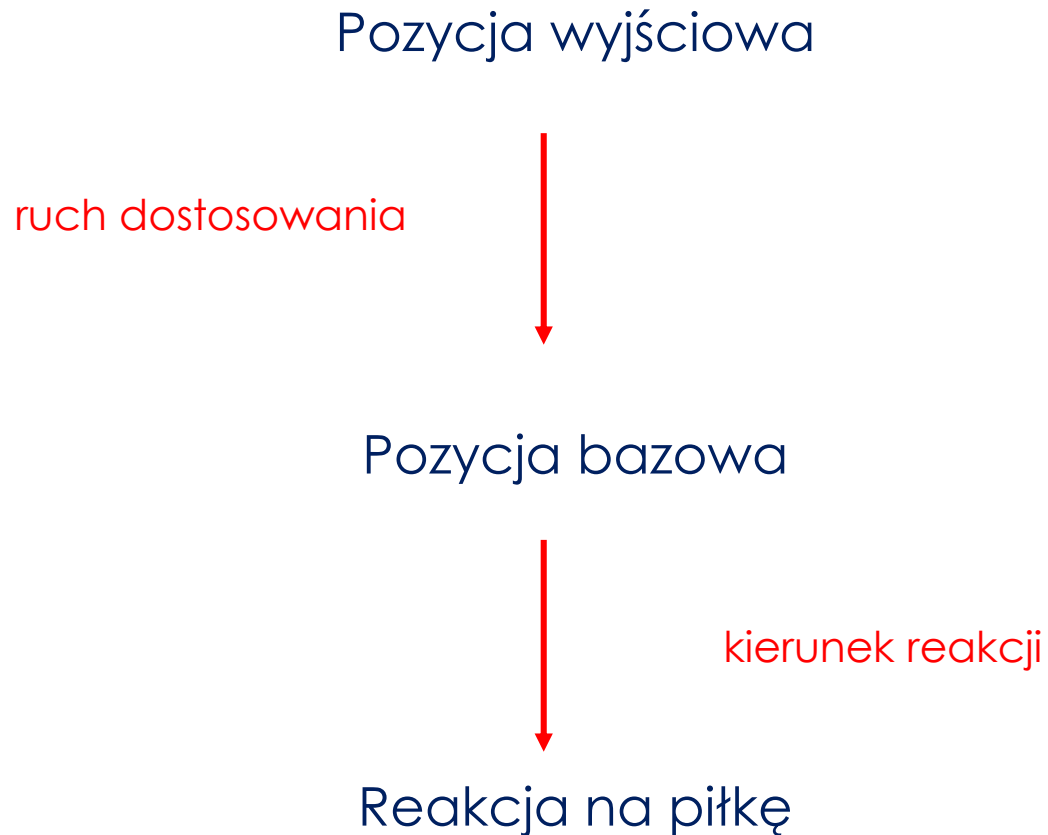 Pozycja wyjściowa
ruch dostosowania
Pozycja bazowa
kierunek reakcji
Reakcja na piłkę